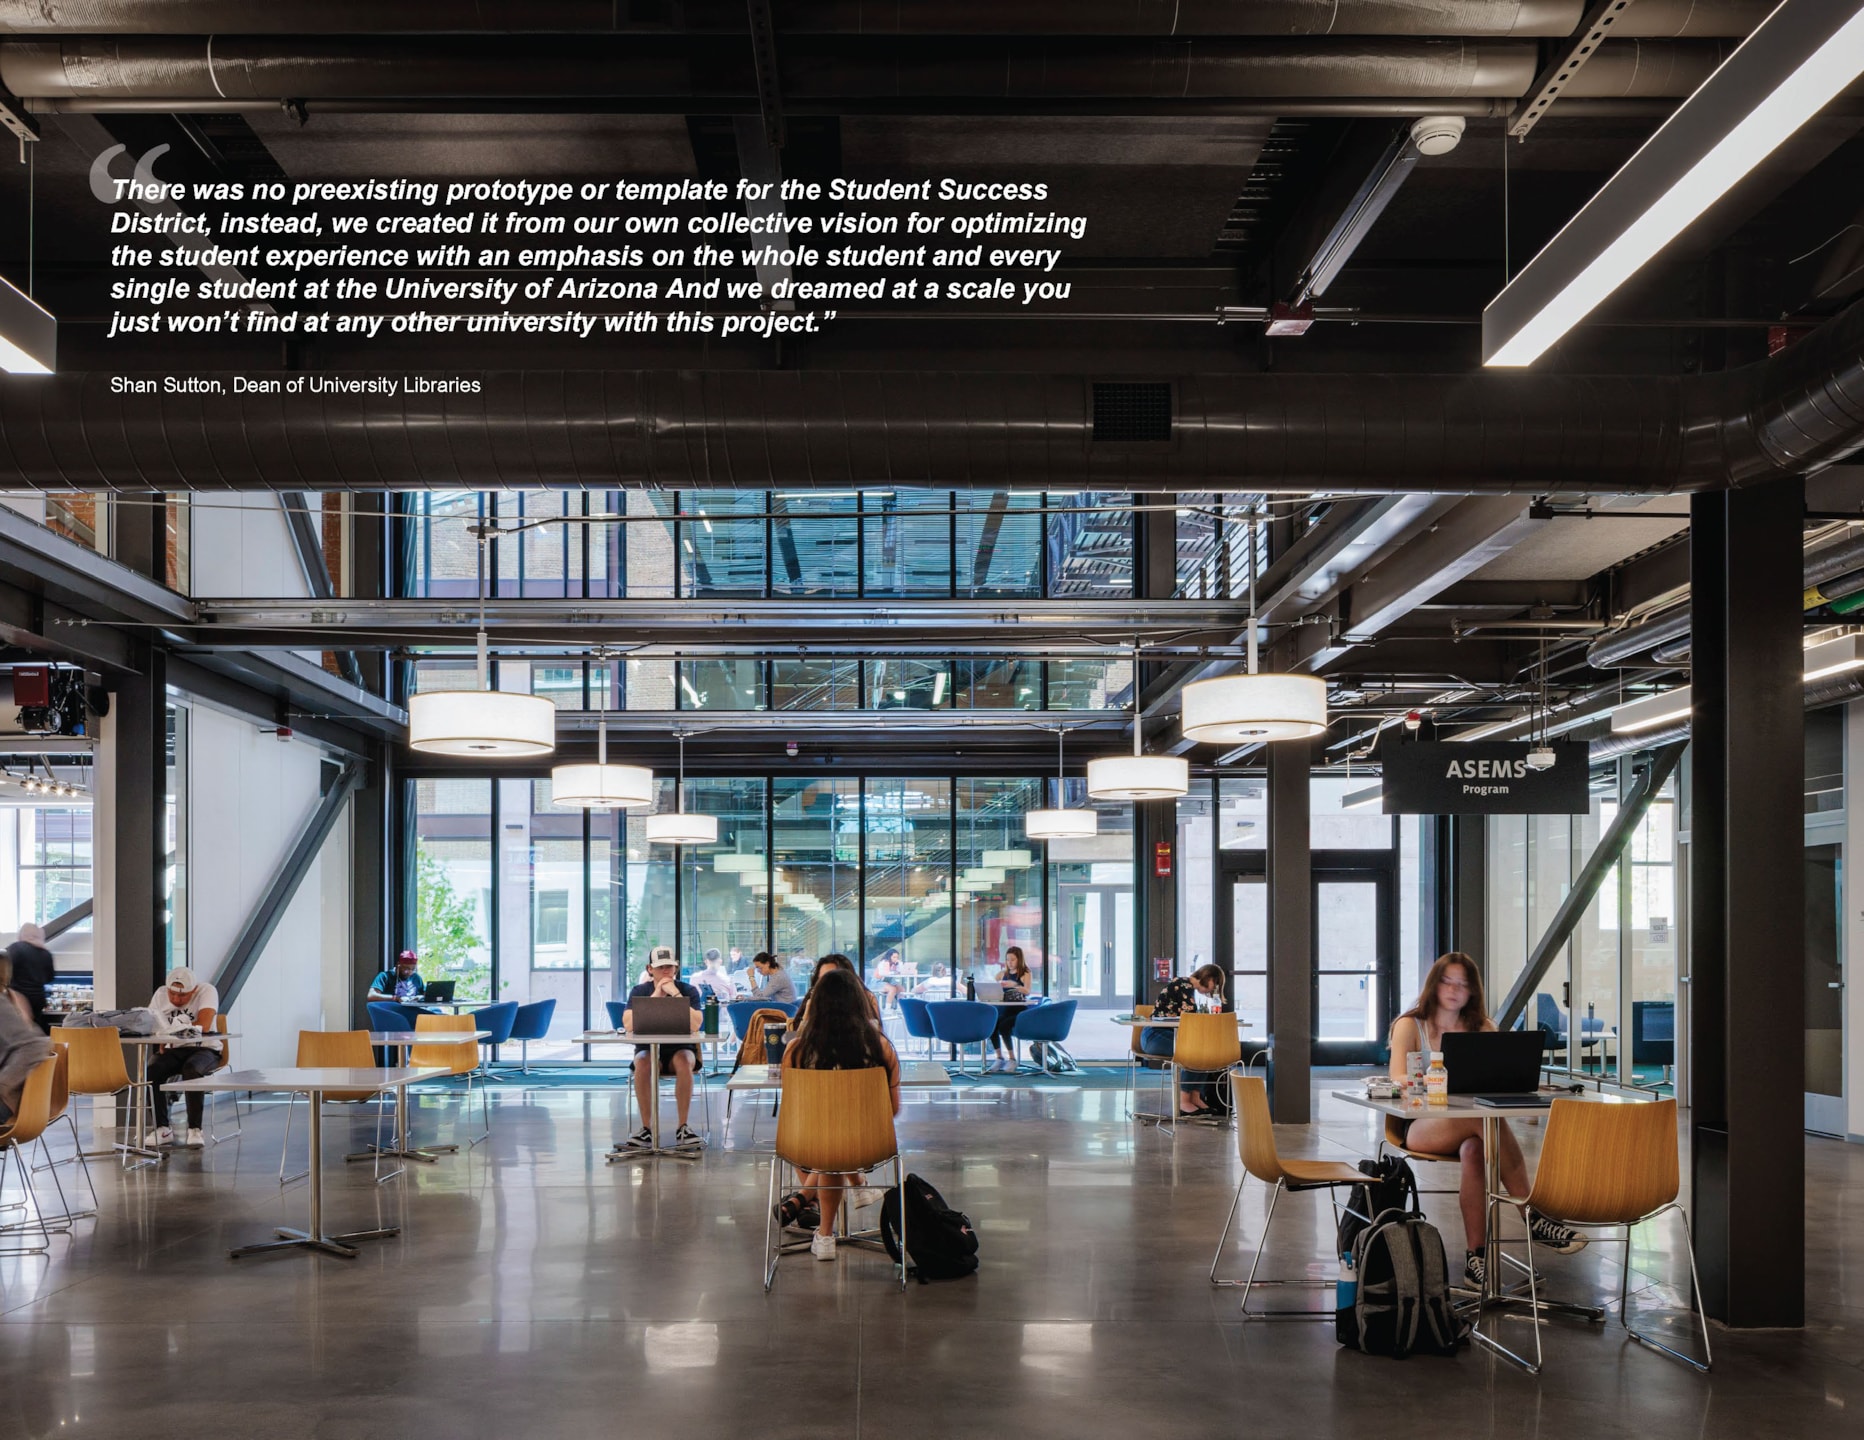 “
There was no preexisting prototype or template for the Student Success
District, instead, we created it from our own collective vision for optimizing
the student experience with an emphasis on the whole student and every
single student at the University of Arizona And we dreamed at a scale you
just won’t find at any other university with this project.”
Shan Sutton, Dean of University Libraries
ASEMS
Program